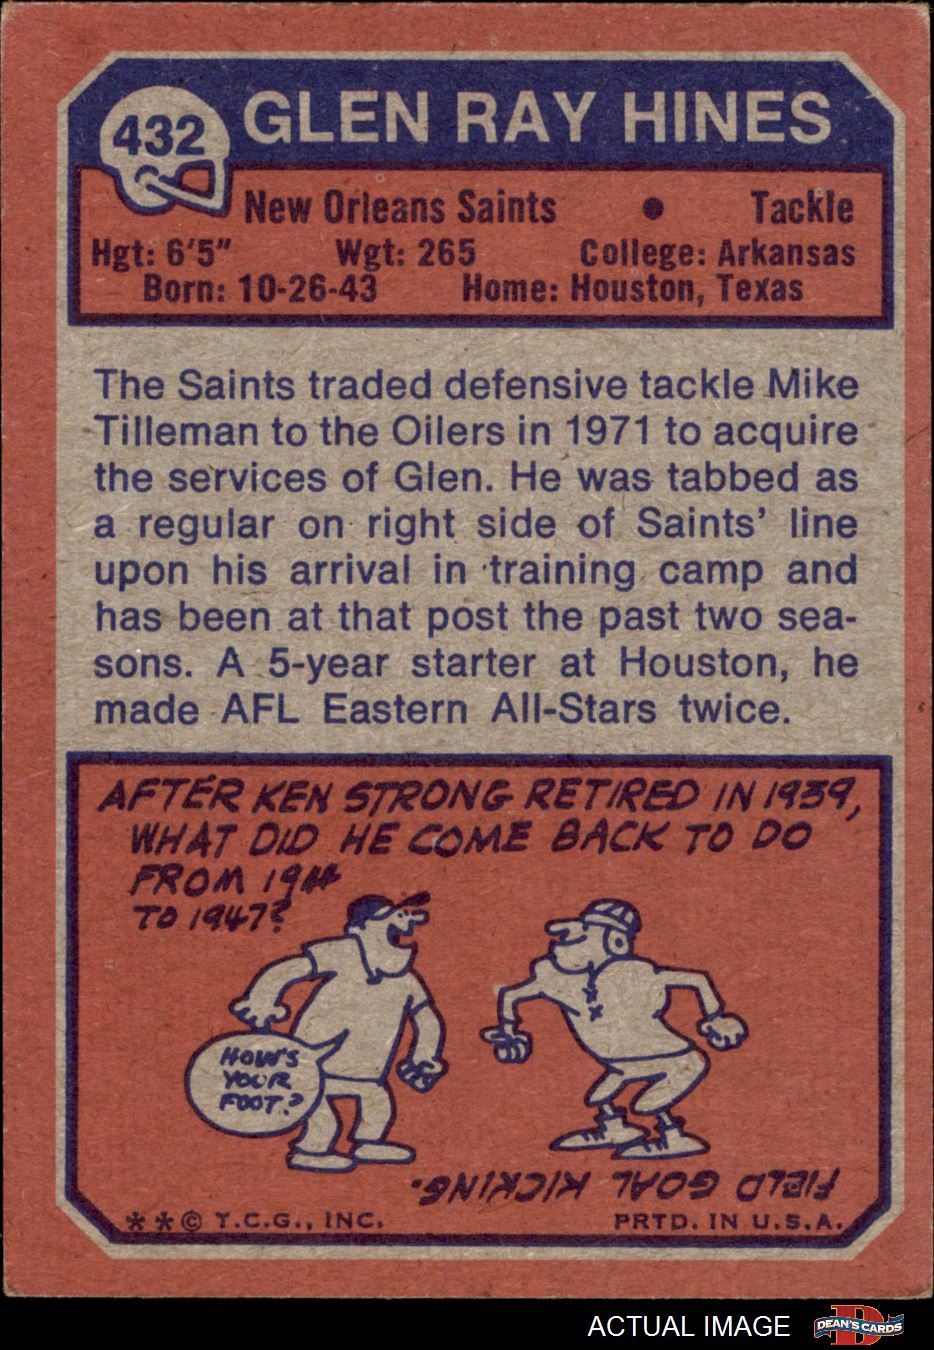 432
GLEN RAY HINES
New Orleans Saints • Tackle
Hgt: 6'5" Wgt: 265 College: Arkansas
Born: 10-26-43 Home: Houston, Texas
The Saints traded defensive tackle Mike
Tilleman to the Oilers in 1971 to acquire
the services of Glen. He was tabbed as
a regular on right side of Saints' line
upon his arrival in training camp and
has been at that post the past two sea-
sons. A 5-year starter at Houston, he
made AFL Eastern All-Stars twice.
AFTER KEN STRONG RETIRED IN 1939,
WHAT DID HE COME BACK TO DO
FROM 1944
TO 1947?
HOW'S
YOUR
FOOT?
FIELD GOAL KICKING.
**© T.C.G., INC. PRTD. IN U.S.A.
ACTUAL IMAGE
DEAN'S CARDS